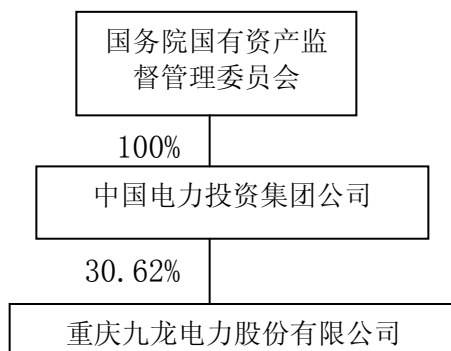 国务院国有资产监
督管理委员会
100%
中国电力投资集团公司
30.62%
重庆九龙电力股份有限公司